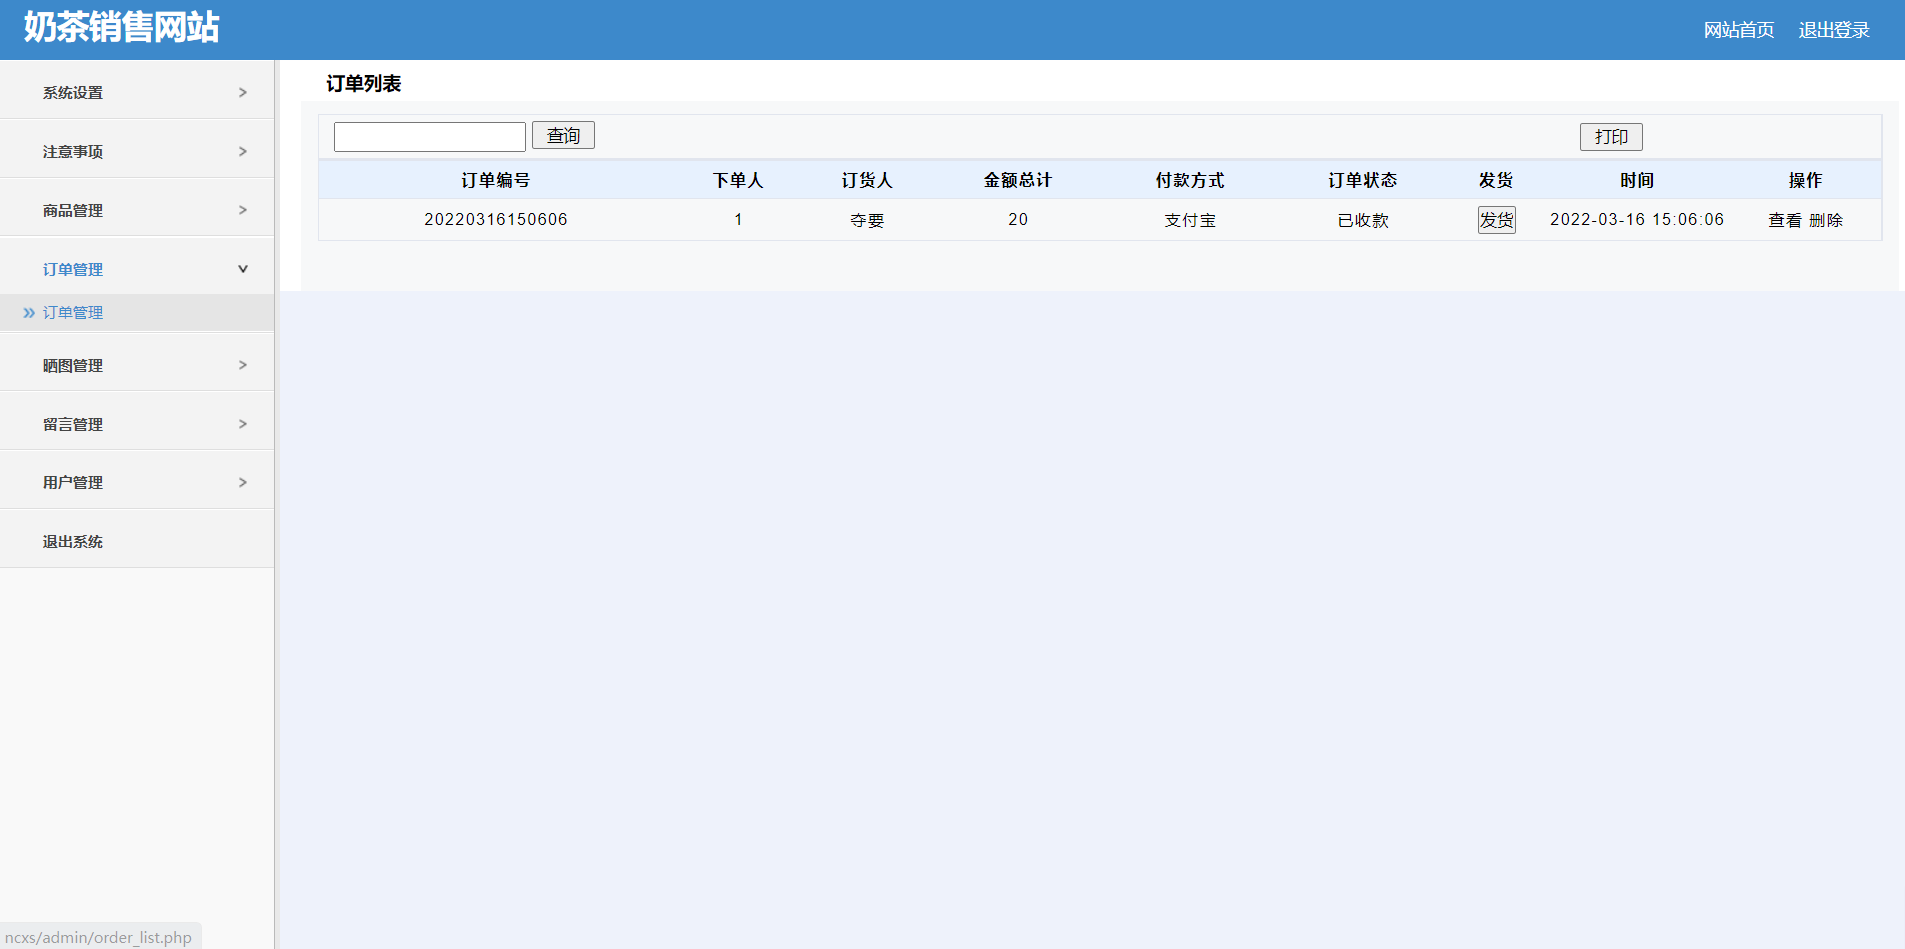 奶茶销售网站
网站首页 退出登录
系统设置 >
注意事项 >
商品管理 >
订单管理 v
» 订单管理
晒图管理 >
留言管理 >
用户管理 >
退出系统
订单列表
查询 打印
订单编号 下单人 订货人 金额总计 付款方式 订单状态 发货 时间 操作
20220316150606 1 夺要 20 支付宝 已收款 发货 2022-03-16 15:06:06 查看 删除
ncxs/admin/order_list.php